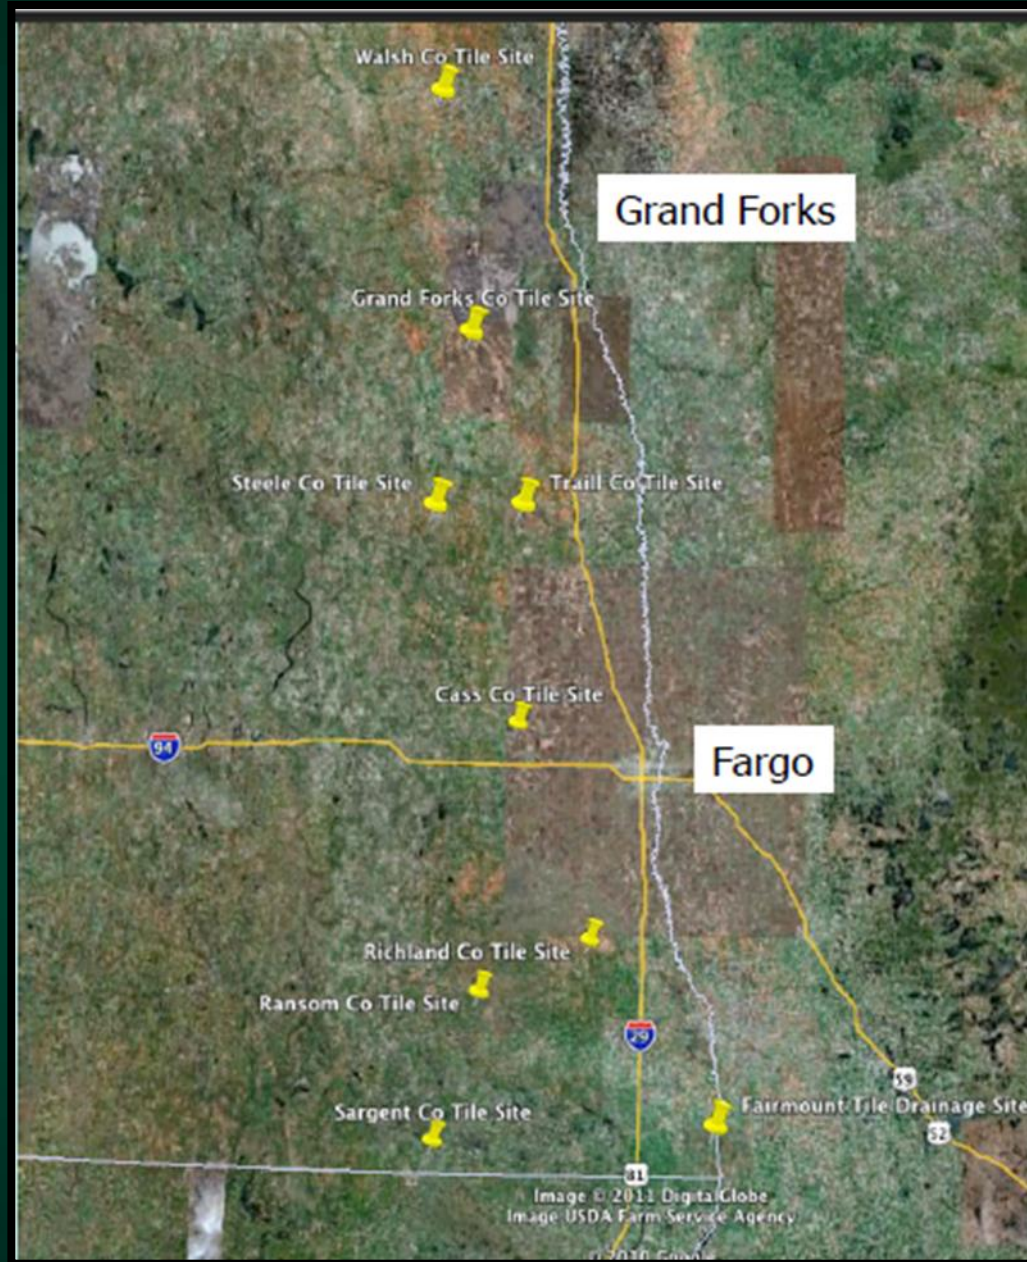 Walsh Co Tile Site
Grand Forks
Grand Forks Co Tile Site
Steele Co Tile Site
Traill Co Tile Site
Cass Co Tile Site
94
Fargo
Richland Co Tile Site
Ransom Co Tile Site
29
59
Sargent Co Tile Site
Fairmount Tile Drainage Site
52
81
Image © 2011 DigitalGlobe
Image USDA Farm Service Agency
© 2010 Google